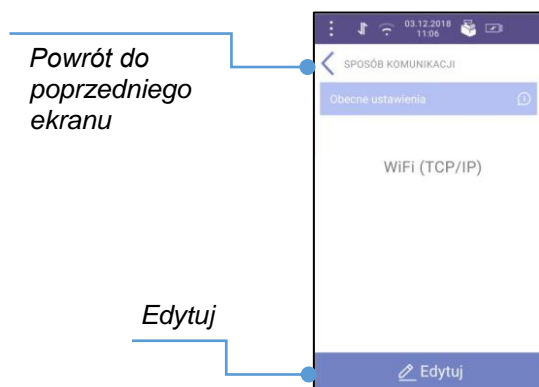 03.12.2018
11:06
Powrót do
poprzedniego
ekranu
SPOSÓB KOMUNIKACJI
Obecne ustawienia
WiFi (TCP/IP)
Edytuj
Edytuj